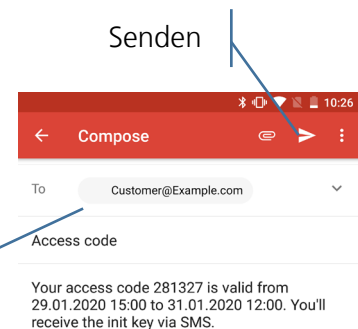 Senden
10:26
Compose
To
Customer@Example.com
Access code
Your access code 281327 is valid from
29.01.2020 15:00 to 31.01.2020 12:00. You'll
receive the init key via SMS.